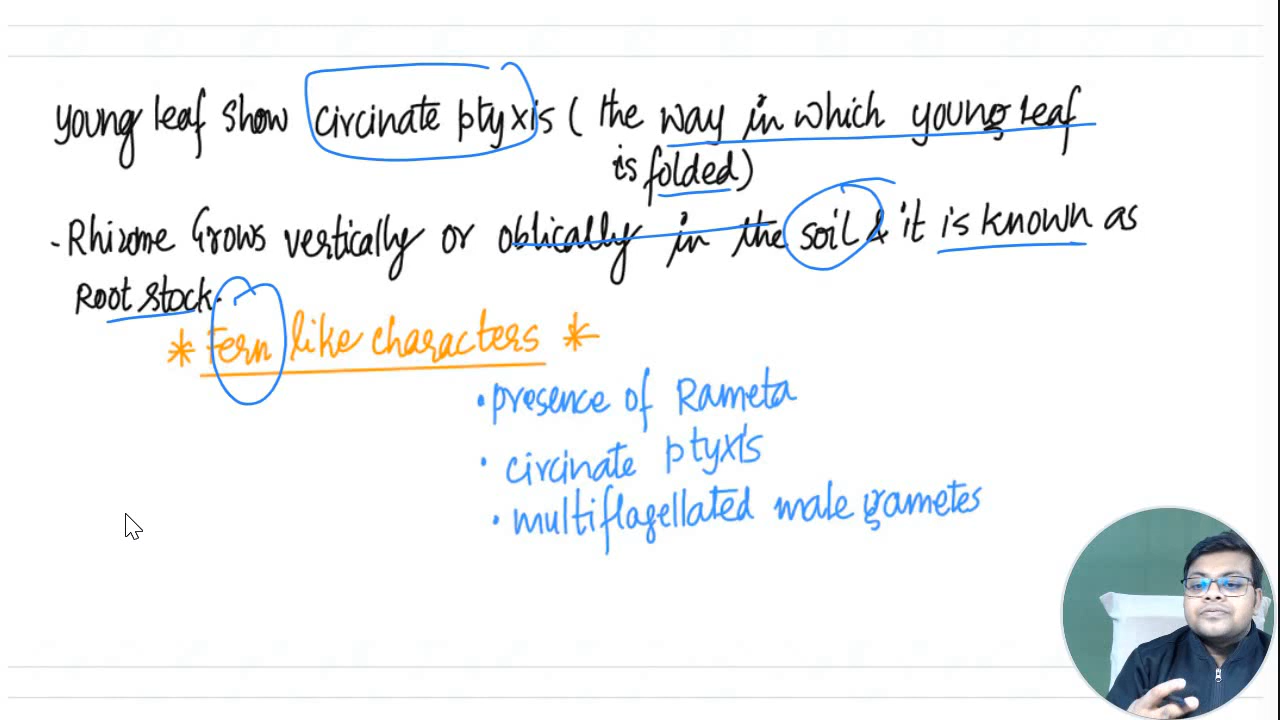 young leaf show circinate ptyxis ( the way in which young leaf
is folded)
- Rhizome Grows vertically or oblically in the soil & it is known as
Root stock.
* Fern like characters *
• presence of Rameta
• circinate ptyxis
• multiflagellated male gametes